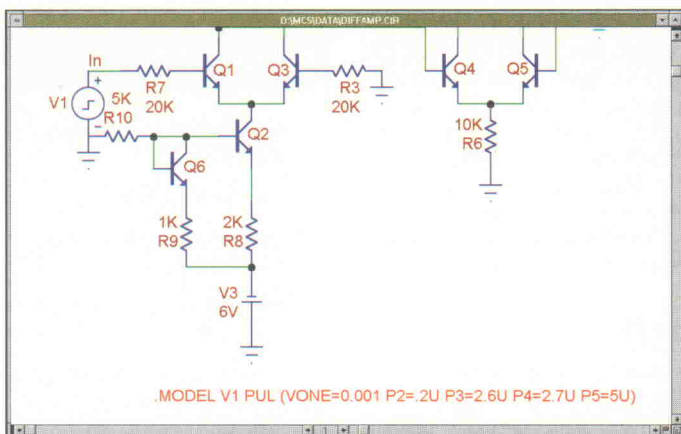 D:\MC5\DATA\DIFFAMP.CIR
In
Q1
Q3
Q4
Q5
V1
5K
R7
20K
R3
20K
+
-
R10
Q2
10K
R6
Q6
1K
R9
2K
R8
V3
6V
.MODEL V1 PUL (VONE=0.001 P2=.2U P3=2.6U P4=2.7U P5=5U)
1